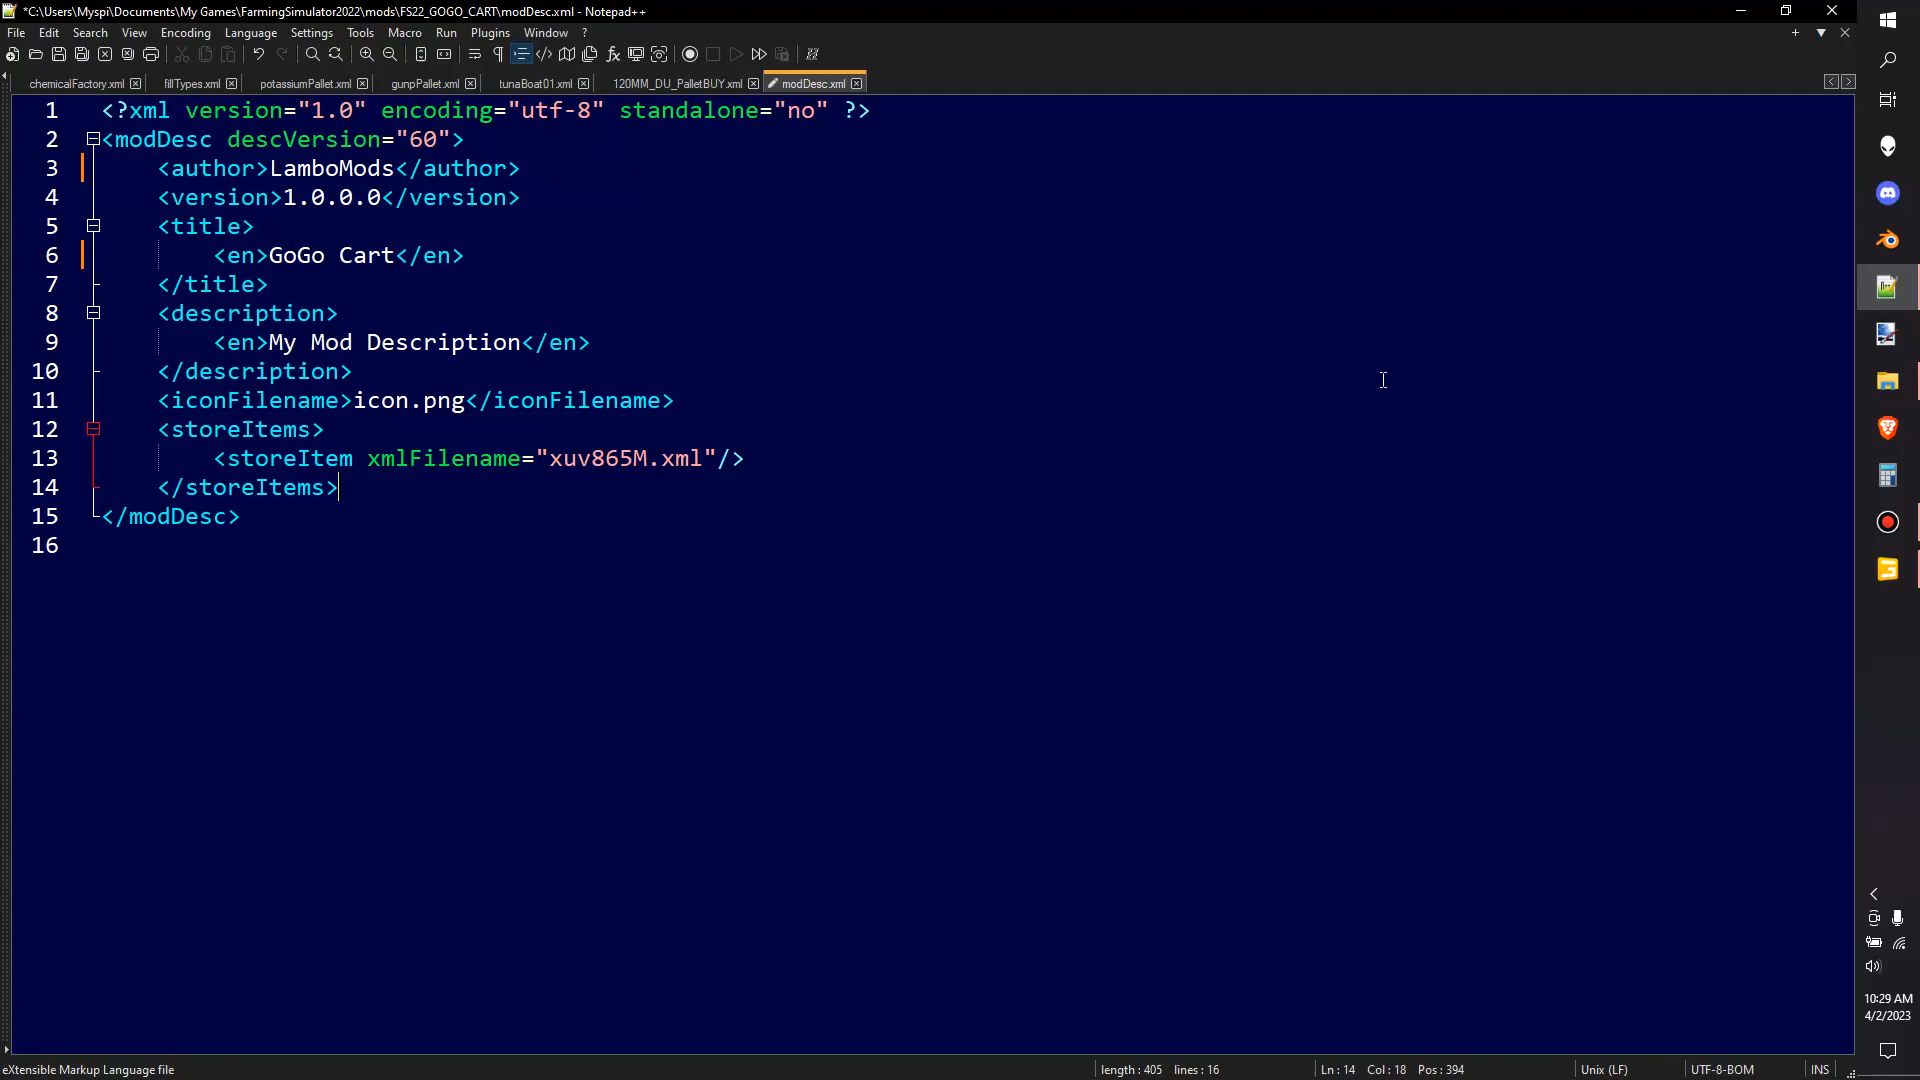 *C:\Users\Myspi\Documents\My Games\FarmingSimulator2022\mods\FS22_GOGO_CART\modDesc.xml - Notepad++
File Edit Search View Encoding Language Settings Tools Macro Run Plugins Window ?
chemicalFactory.xml fillTypes.xml potassiumPallet.xml gunpPallet.xml tunaBoat01.xml 120MM_DU_PalletBUY.xml modDesc.xml
1 <?xml version="1.0" encoding="utf-8" standalone="no" ?>
2 <modDesc descVersion="60">
3 <author>LamboMods</author>
4 <version>1.0.0.0</version>
5 <title>
6 <en>GoGo Cart</en>
7 </title>
8 <description>
9 <en>My Mod Description</en>
10 </description>
11 <iconFilename>icon.png</iconFilename>
12 <storeItems>
13 <storeItem xmlFilename="xuv865M.xml"/>
14 </storeItems>
15 </modDesc>
16
10:29 AM
4/2/2023
eXtensible Markup Language file length : 405 lines : 16 Ln : 14 Col : 18 Pos : 394 Unix (LF) UTF-8-BOM INS